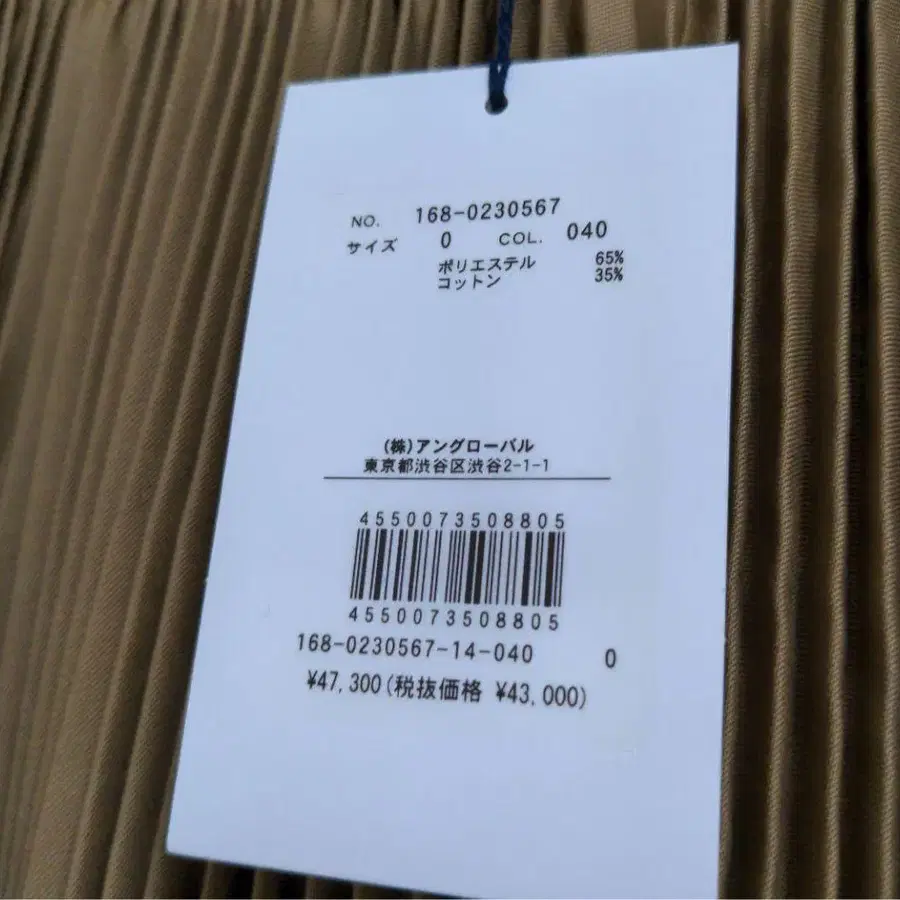 NO. 168-0230567
サイズ 0 COL. 040
ポリエステル 65%
コットン 35%
(株)アングローバル
東京都渋谷区渋谷2-1-1
4550073508805
4550073508805
168-0230567-14-040 0
¥47,300(税抜価格 ¥43,000)